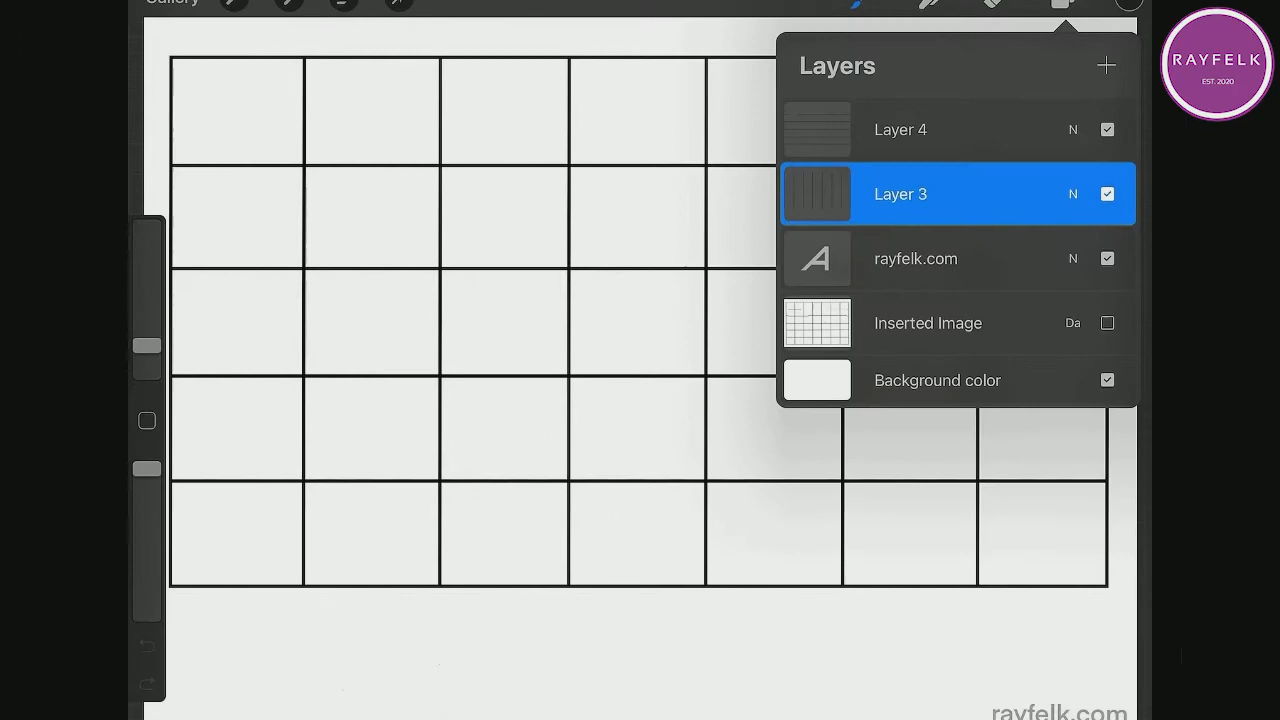 Gallery
RAYFELK
EST. 2020
Layers
Layer 4 N
Layer 3 N
A
rayfelk.com N
Inserted Image Da
Background color
rayfelk.com